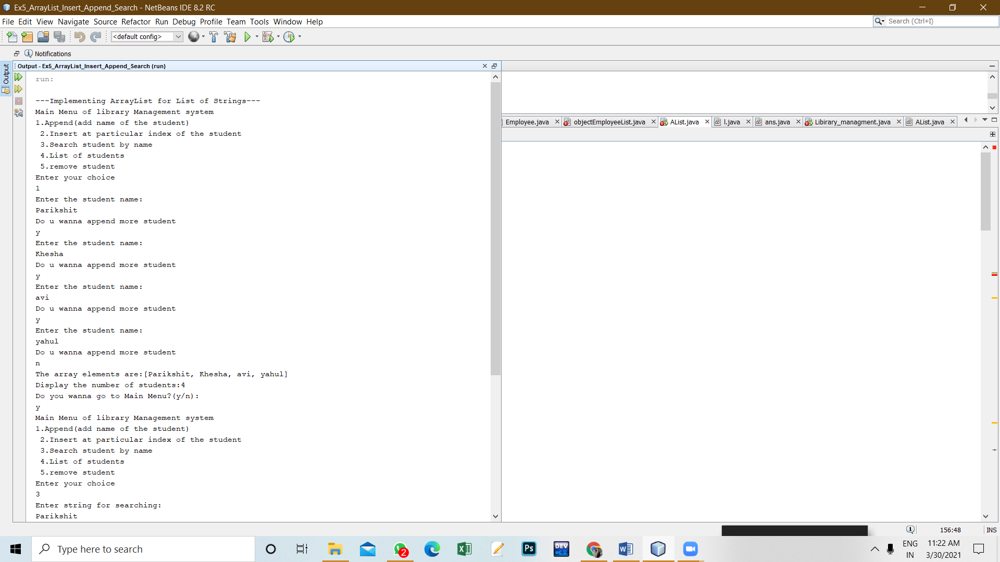 Ex5_ArrayList_Insert_Append_Search - NetBeans IDE 8.2 RC
File Edit View Navigate Source Refactor Run Debug Profile Team Tools Window Help
Search (Ctrl+I)
<default config>
Notifications
Output
Output - Ex5_ArrayList_Insert_Append_Search (run)
run:
---Implementing ArrayList for List of Strings---
Main Menu of library Management system
1.Append(add name of the student)
2.Insert at particular index of the student
3.Search student by name
4.List of students
5.remove student
Enter your choice
1
Enter the student name:
Parikshit
Do u wanna append more student
y
Enter the student name:
Khesha
Do u wanna append more student
y
Enter the student name:
avi
Do u wanna append more student
y
Enter the student name:
yahul
Do u wanna append more student
n
The array elements are:[Parikshit, Khesha, avi, yahul]
Display the number of students:4
Do you wanna go to Main Menu?(y/n):
y
Main Menu of library Management system
1.Append(add name of the student)
2.Insert at particular index of the student
3.Search student by name
4.List of students
5.remove student
Enter your choice
3
Enter string for searching:
Parikshit
Employee.java objectEmployeeList.java AList.java l.java ans.java Librirary_managment.java AList.java
156:48 INS
Type here to search
2
Ps
DEV C++
ENG
IN
11:22 AM
3/30/2021